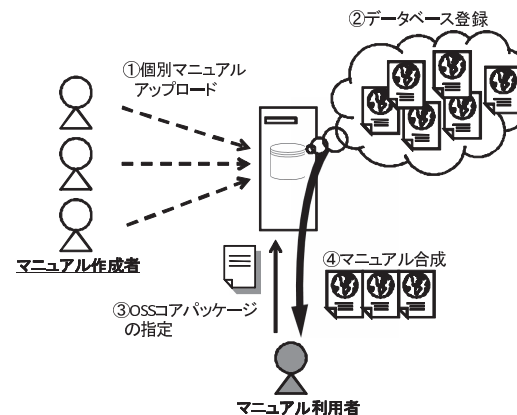 ②データベース登録
①個別マニュアル
アップロード
マニュアル作成者
④マニュアル合成
③OSSコアパッケージ
の指定
マニュアル利用者